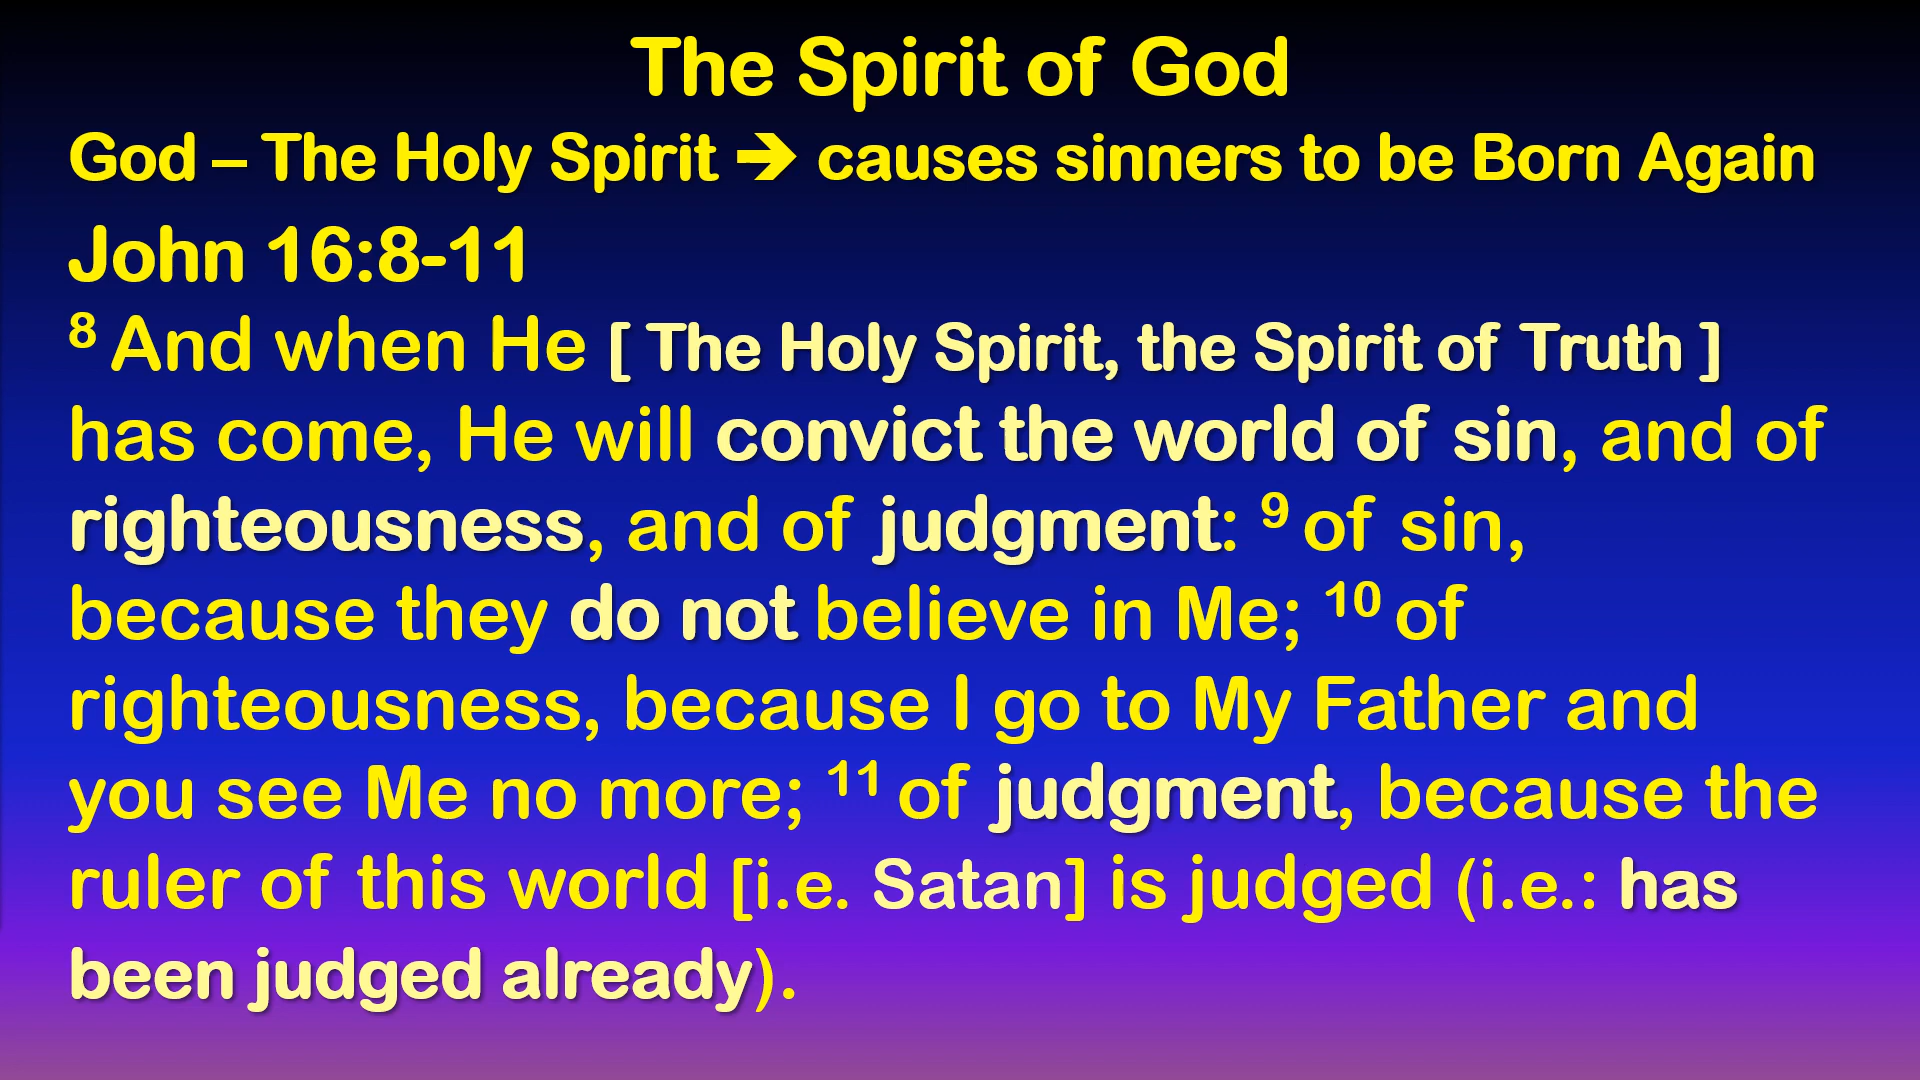 The Spirit of God
God – The Holy Spirit ➔ causes sinners to be Born Again
John 16:8-11
⁸ And when He [ The Holy Spirit, the Spirit of Truth ]
has come, He will convict the world of sin, and of
righteousness, and of judgment: ⁹ of sin,
because they do not believe in Me; ¹⁰ of
righteousness, because I go to My Father and
you see Me no more; ¹¹ of judgment, because the
ruler of this world [i.e. Satan] is judged (i.e.: has
been judged already).